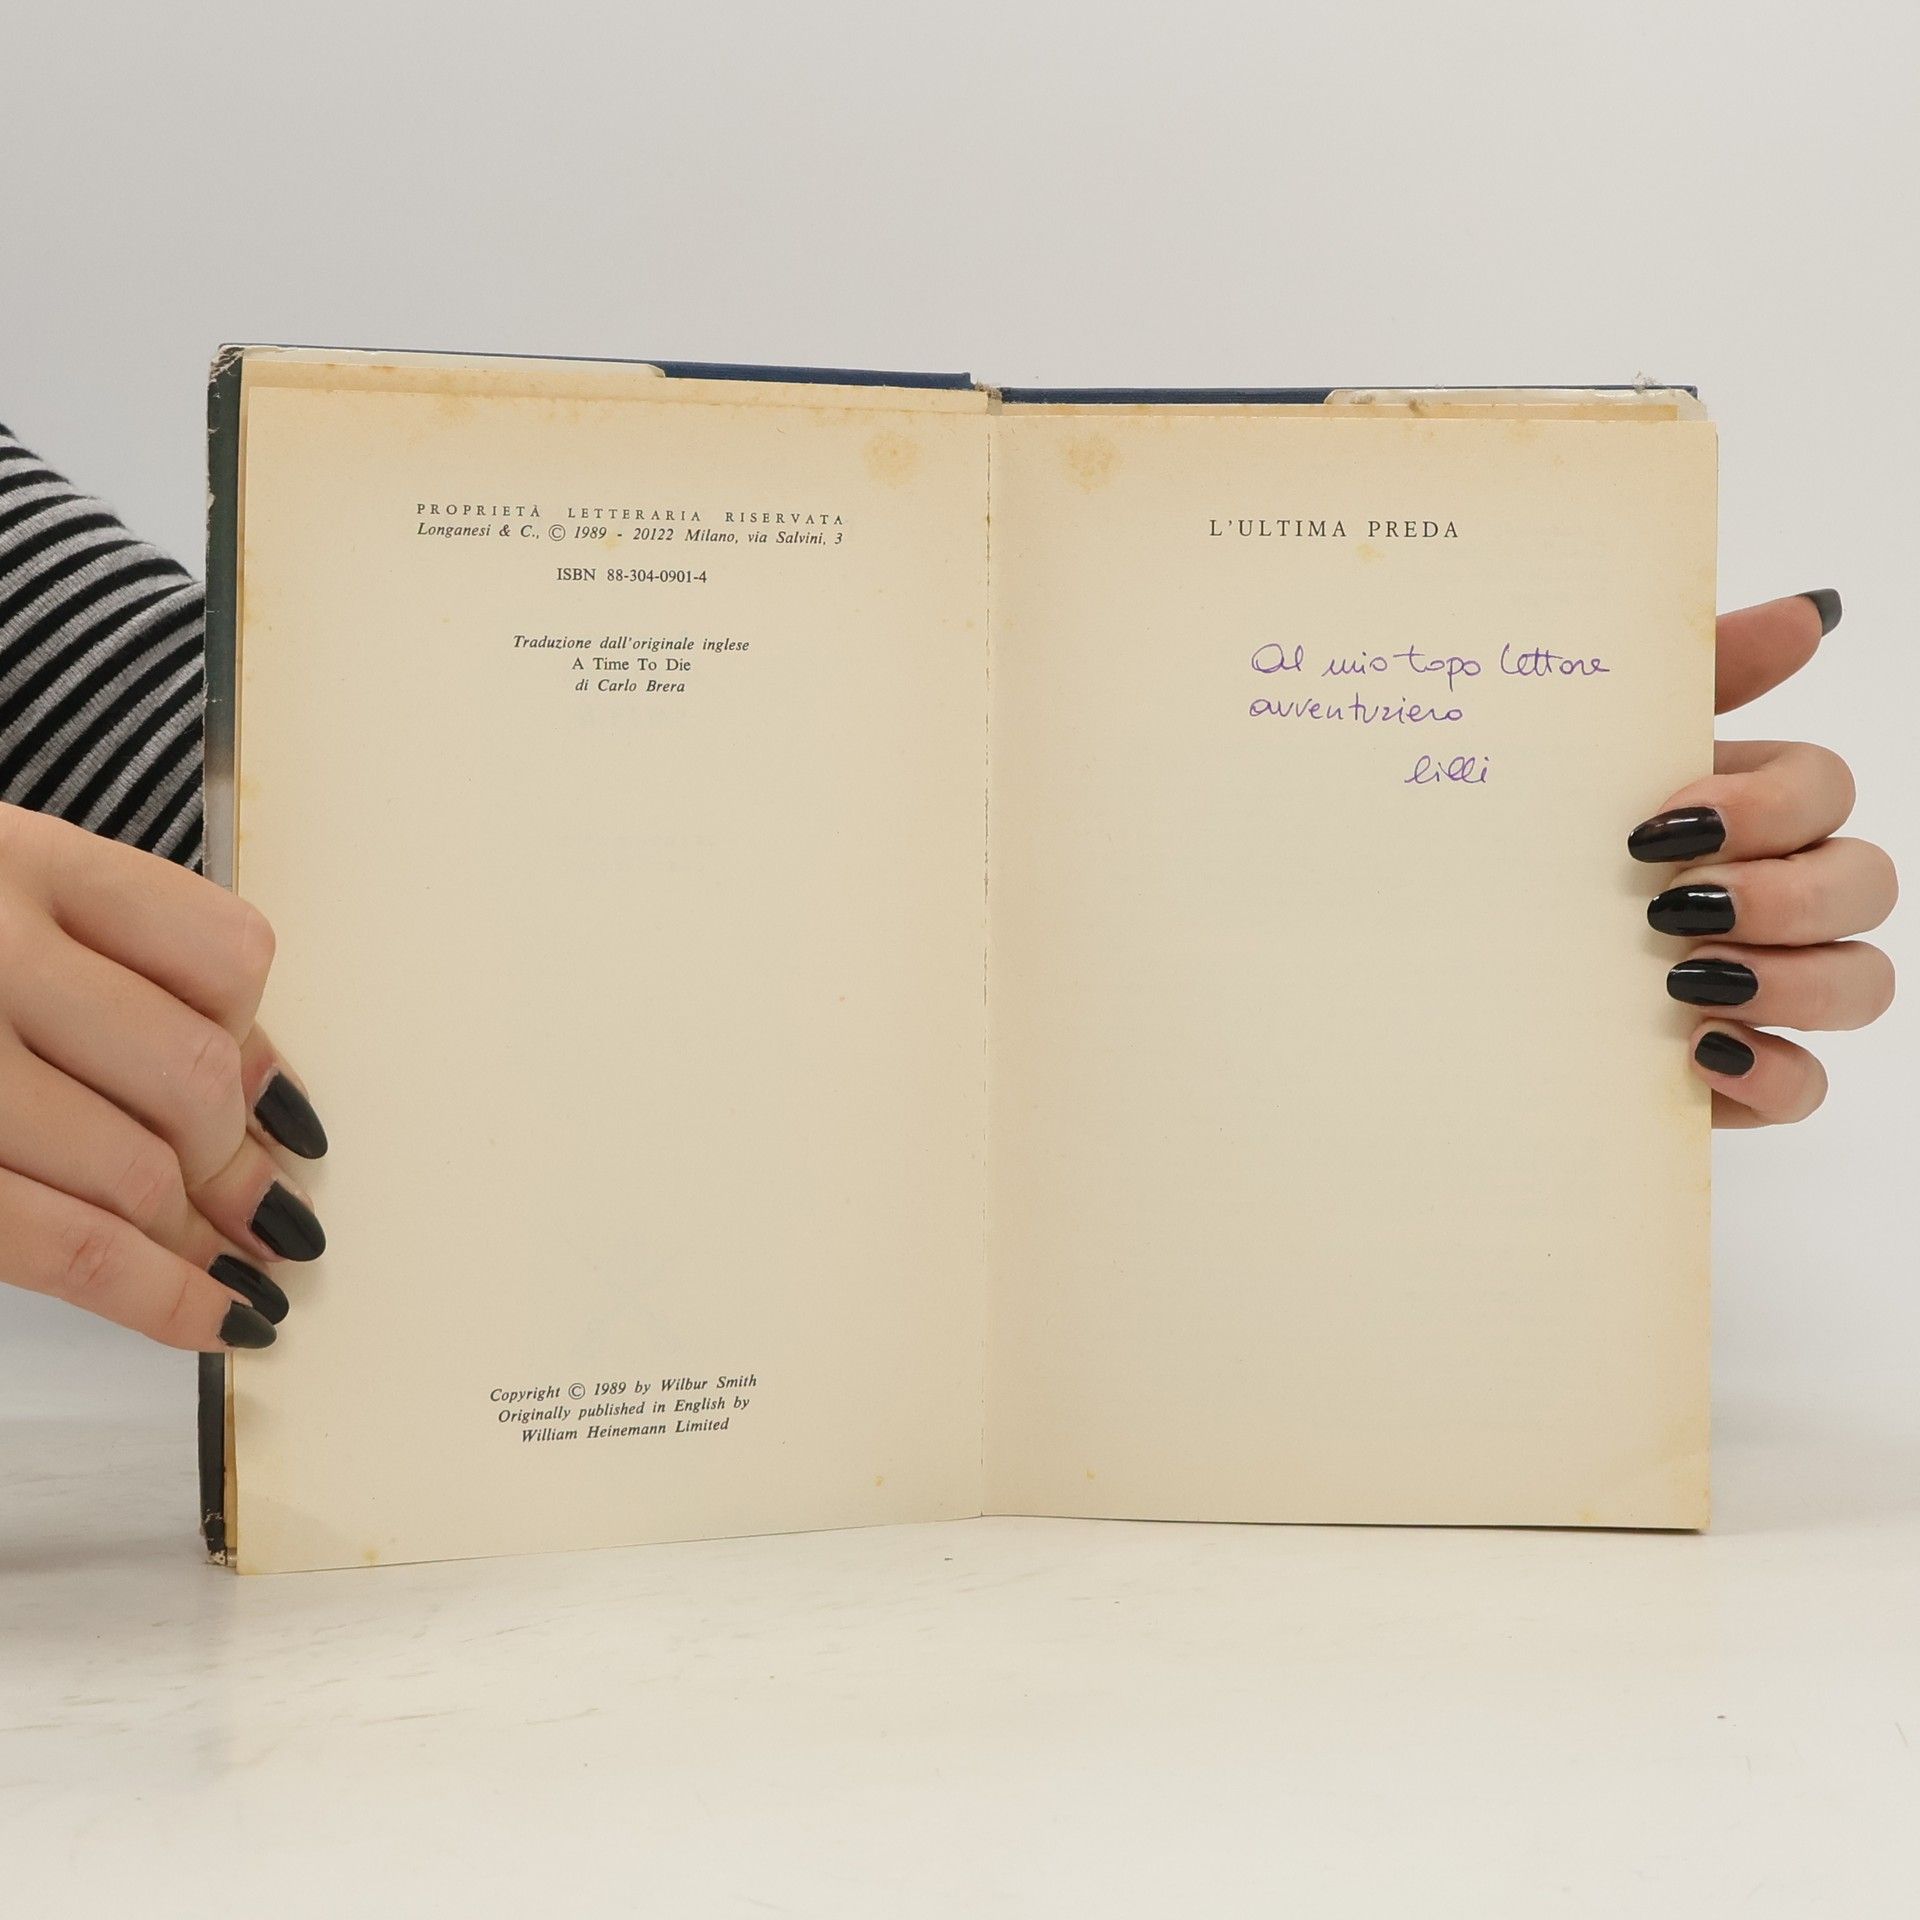 PROPRIETÀ LETTERARIA RISERVATA
Longanesi & C., © 1989 - 20122 Milano, via Salvini, 3
ISBN 88-304-0901-4
Traduzione dall'originale inglese
A Time To Die
di Carlo Brera
Copyright © 1989 by Wilbur Smith
Originally published in English by
William Heinemann Limited
L'ULTIMA PREDA
Al mio topo lettore
avventuriero
lilli